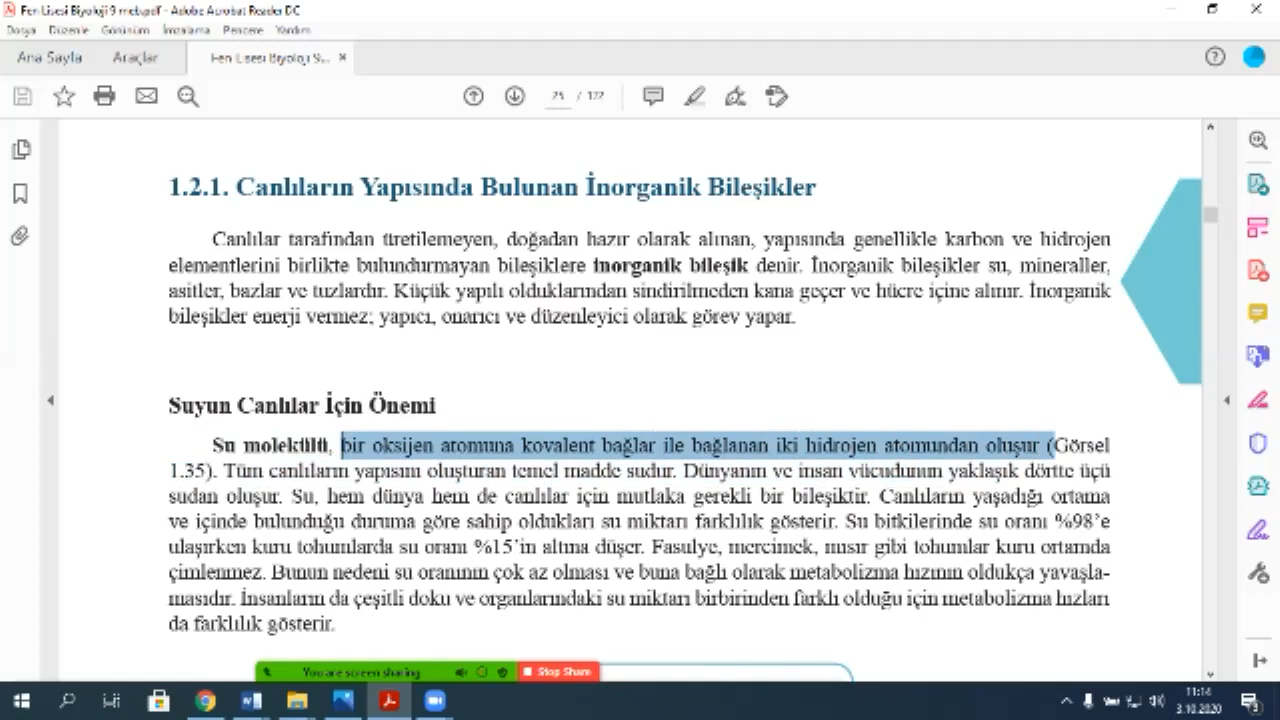 Fen Lisesi Biyoloji 9 meb.pdf - Adobe Acrobat Reader DC
Dosya Düzenle Görünüm İmzalama Pencere Yardım
Ana Sayfa Araçlar Fen Lisesi Biyoloji 9...
25 / 122
1.2.1. Canlıların Yapısında Bulunan İnorganik Bileşikler
Canlılar tarafından üretilemeyen, doğadan hazır olarak alınan, yapısında genellikle karbon ve hidrojen
elementlerini birlikte bulundurmayan bileşiklere inorganik bileşik denir. İnorganik bileşikler su, mineraller,
asitler, bazlar ve tuzlardır. Küçük yapılı olduklarından sindirilmeden kana geçer ve hücre içine alınır. İnorganik
bileşikler enerji vermez; yapıcı, onarıcı ve düzenleyici olarak görev yapar.
Suyun Canlılar İçin Önemi
Su molekülü, bir oksijen atomuna kovalent bağlar ile bağlanan iki hidrojen atomundan oluşur (Görsel
1.35). Tüm canlıların yapısını oluşturan temel madde sudur. Dünyanın ve insan vücudunun yaklaşık dörtte üçü
sudan oluşur. Su, hem dünya hem de canlılar için mutlaka gerekli bir bileşiktir. Canlıların yaşadığı ortama
ve içinde bulunduğu duruma göre sahip oldukları su miktarı farklılık gösterir. Su bitkilerinde su oranı %98’e
ulaşırken kuru tohumlarda su oranı %15’in altına düşer. Fasulye, mercimek, mısır gibi tohumlar kuru ortamda
çimlenmez. Bunun nedeni su oranının çok az olması ve buna bağlı olarak metabolizma hızının oldukça yavaşla-
masıdır. İnsanların da çeşitli doku ve organlarındaki su miktarı birbirinden farklı olduğu için metabolizma hızları
da farklılık gösterir.
You are screen sharing Stop Share
11:14
3.10.2020